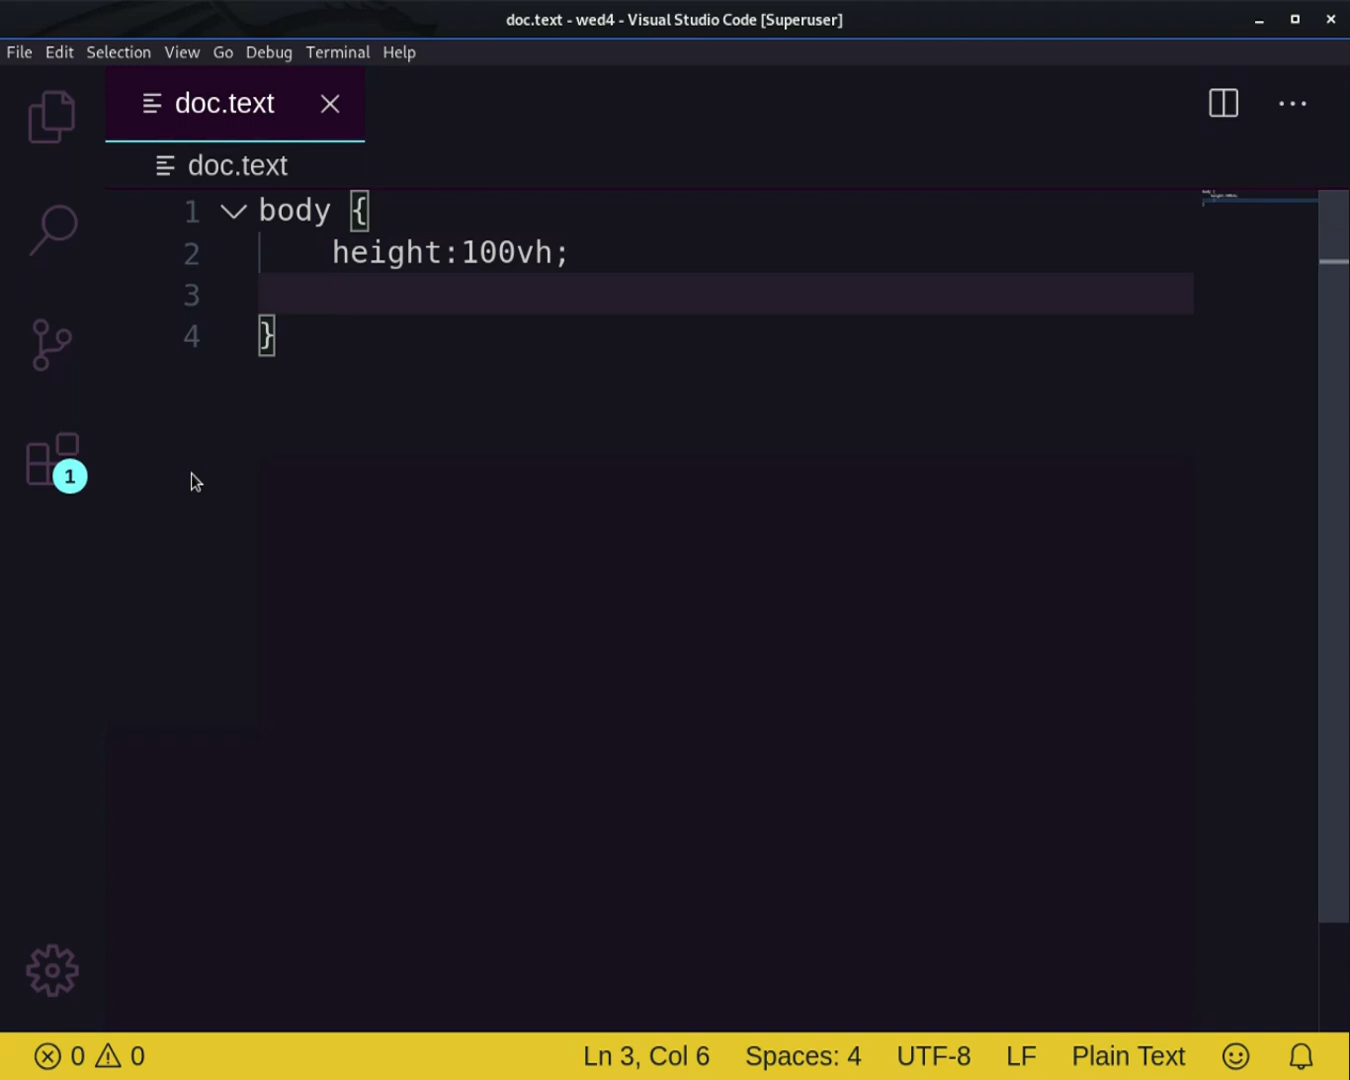 doc.text - wed4 - Visual Studio Code [Superuser]
File Edit Selection View Go Debug Terminal Help
doc.text
doc.text
1 body {
2 height:100vh;
3
4 }
1
0 0 Ln 3, Col 6 Spaces: 4 UTF-8 LF Plain Text